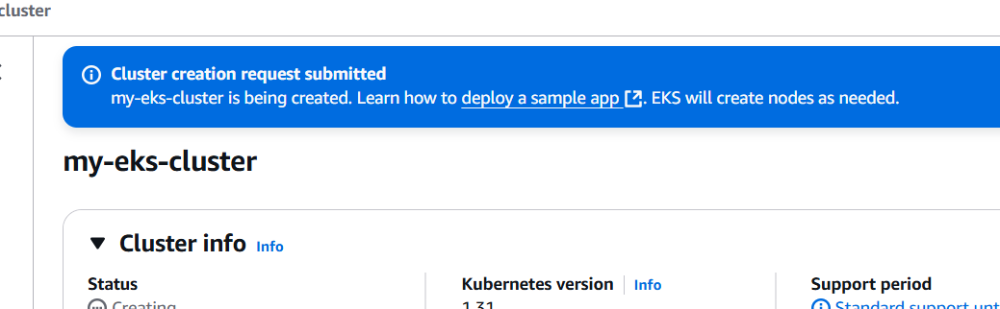 cluster
Cluster creation request submitted
my-eks-cluster is being created. Learn how to deploy a sample app. EKS will create nodes as needed.
my-eks-cluster
Cluster info Info
Status
Kubernetes version Info
Support period
Creating
1.31
Standard support unt